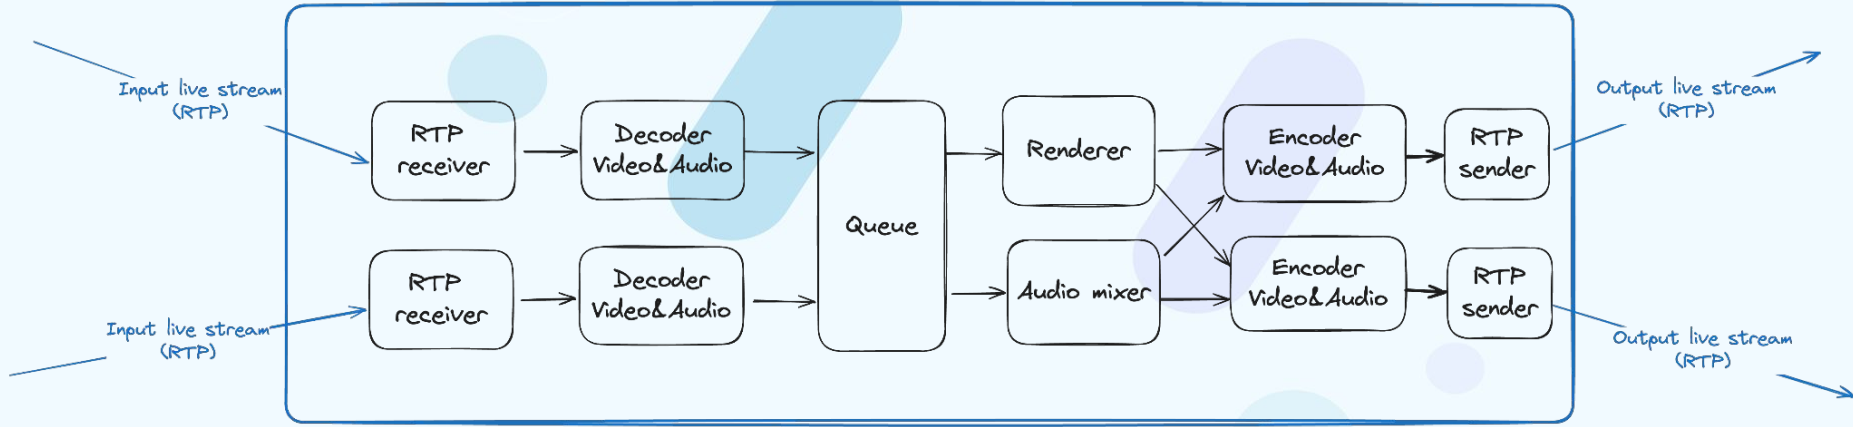 Input live stream
(RTP)
RTP
receiver
Decoder
Video&Audio
Queue
Renderer
Encoder
Video&Audio
RTP
sender
Output live stream
(RTP)
Input live stream
(RTP)
RTP
receiver
Decoder
Video&Audio
Audio mixer
Encoder
Video&Audio
RTP
sender
Output live stream
(RTP)